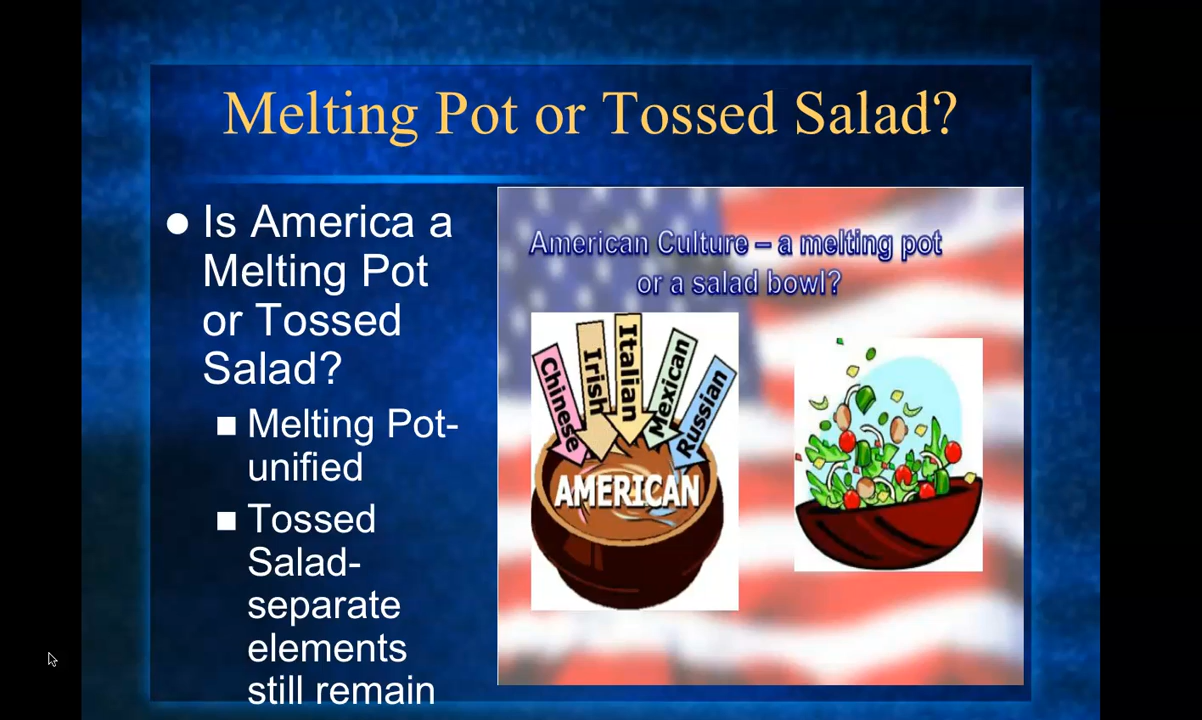 Melting Pot or Tossed Salad?
Is America a
Melting Pot
or Tossed
Salad?
Melting Pot-
unified
Tossed
Salad-
separate
elements
still remain
American Culture – a melting pot
or a salad bowl?
Chinese
Irish
Italian
Mexican
Russian
AMERICAN